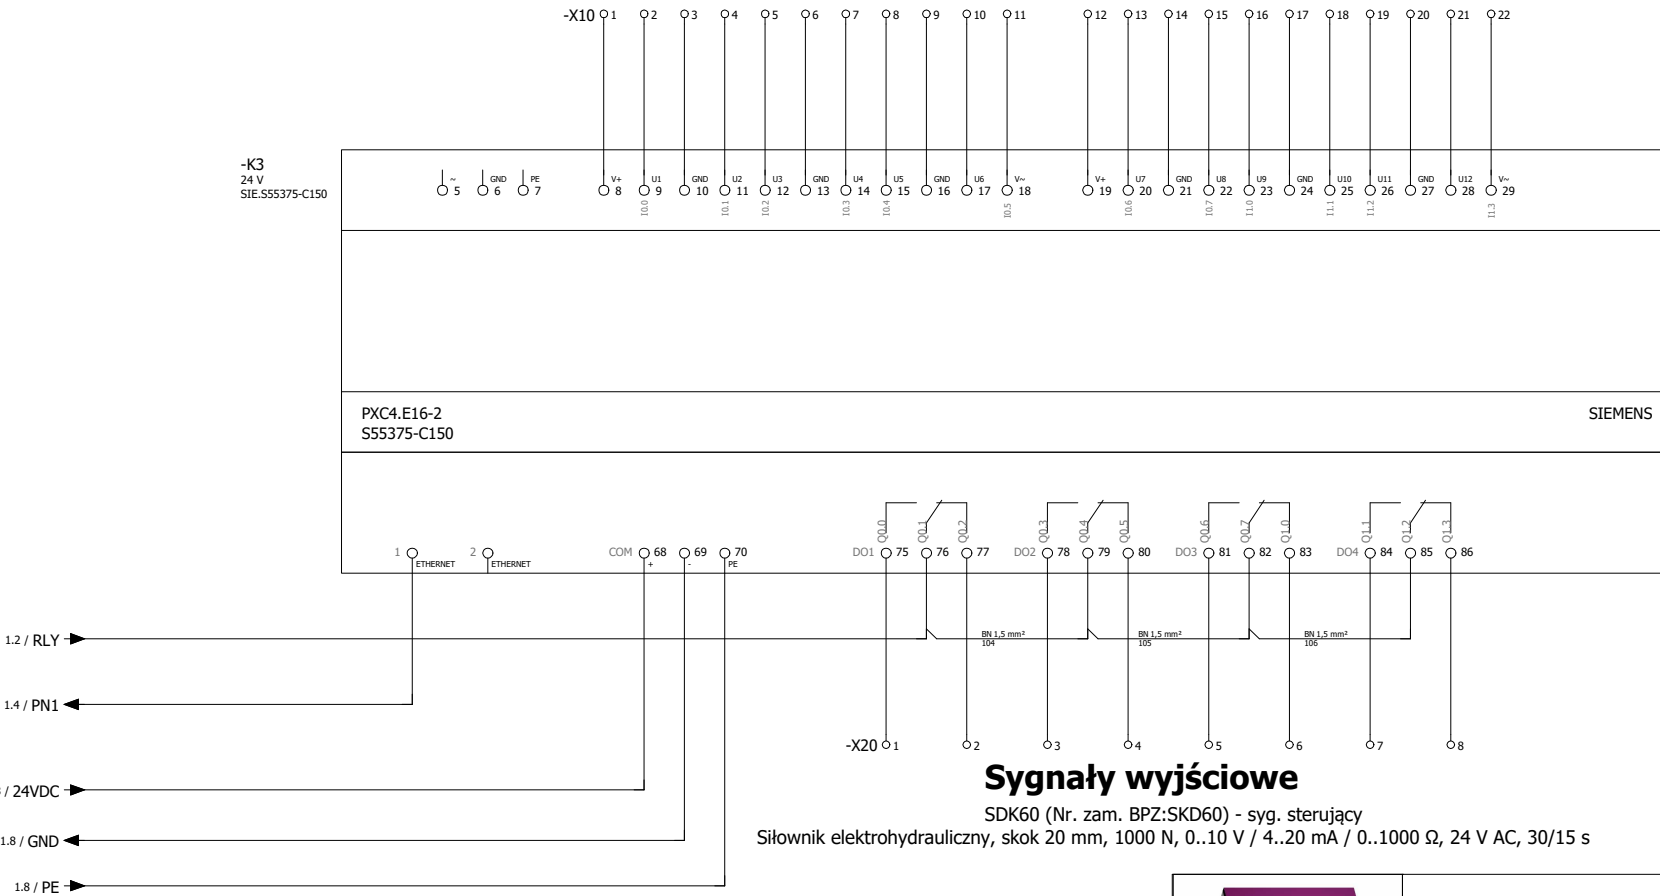 -X10 1 2 3 4 5 6 7 8 9 10 11 12 13 14 15 16 17 18 19 20 21 22
-K3
24 V
SIE.S55375-C150
~ GND PE V+ U1 GND U2 U3 GND U4 U5 GND U6 V~ V+ U7 GND U8 U9 GND U10 U11 GND U12 V~
5 6 7 8 9 10 11 12 13 14 15 16 17 18 19 20 21 22 23 24 25 26 27 28 29
I0.0 I0.1 I0.2 I0.3 I0.4 I0.5 I0.6 I0.7 I1.0 I1.1 I1.2 I1.3
PXC4.E16-2 SIEMENS
S55375-C150
Q0.0 Q0.1 Q0.2 Q0.3 Q0.4 Q0.5 Q0.6 Q0.7 Q1.0 Q1.1 Q1.2 Q1.3
1 2 COM 68 69 70 DO1 75 76 77 DO2 78 79 80 DO3 81 82 83 DO4 84 85 86
ETHERNET ETHERNET + - PE
1.2 / RLY BN 1,5 mm² BN 1,5 mm² BN 1,5 mm²
104 105 106
1.4 / PN1
-X20 1 2 3 4 5 6 7 8
Sygnały wyjściowe
/ 24VDC
SDK60 (Nr. zam. BPZ:SKD60) - syg. sterujący
1.8 / GND
Siłownik elektrohydrauliczny, skok 20 mm, 1000 N, 0..10 V / 4..20 mA / 0..1000 Ω, 24 V AC, 30/15 s
1.8 / PE